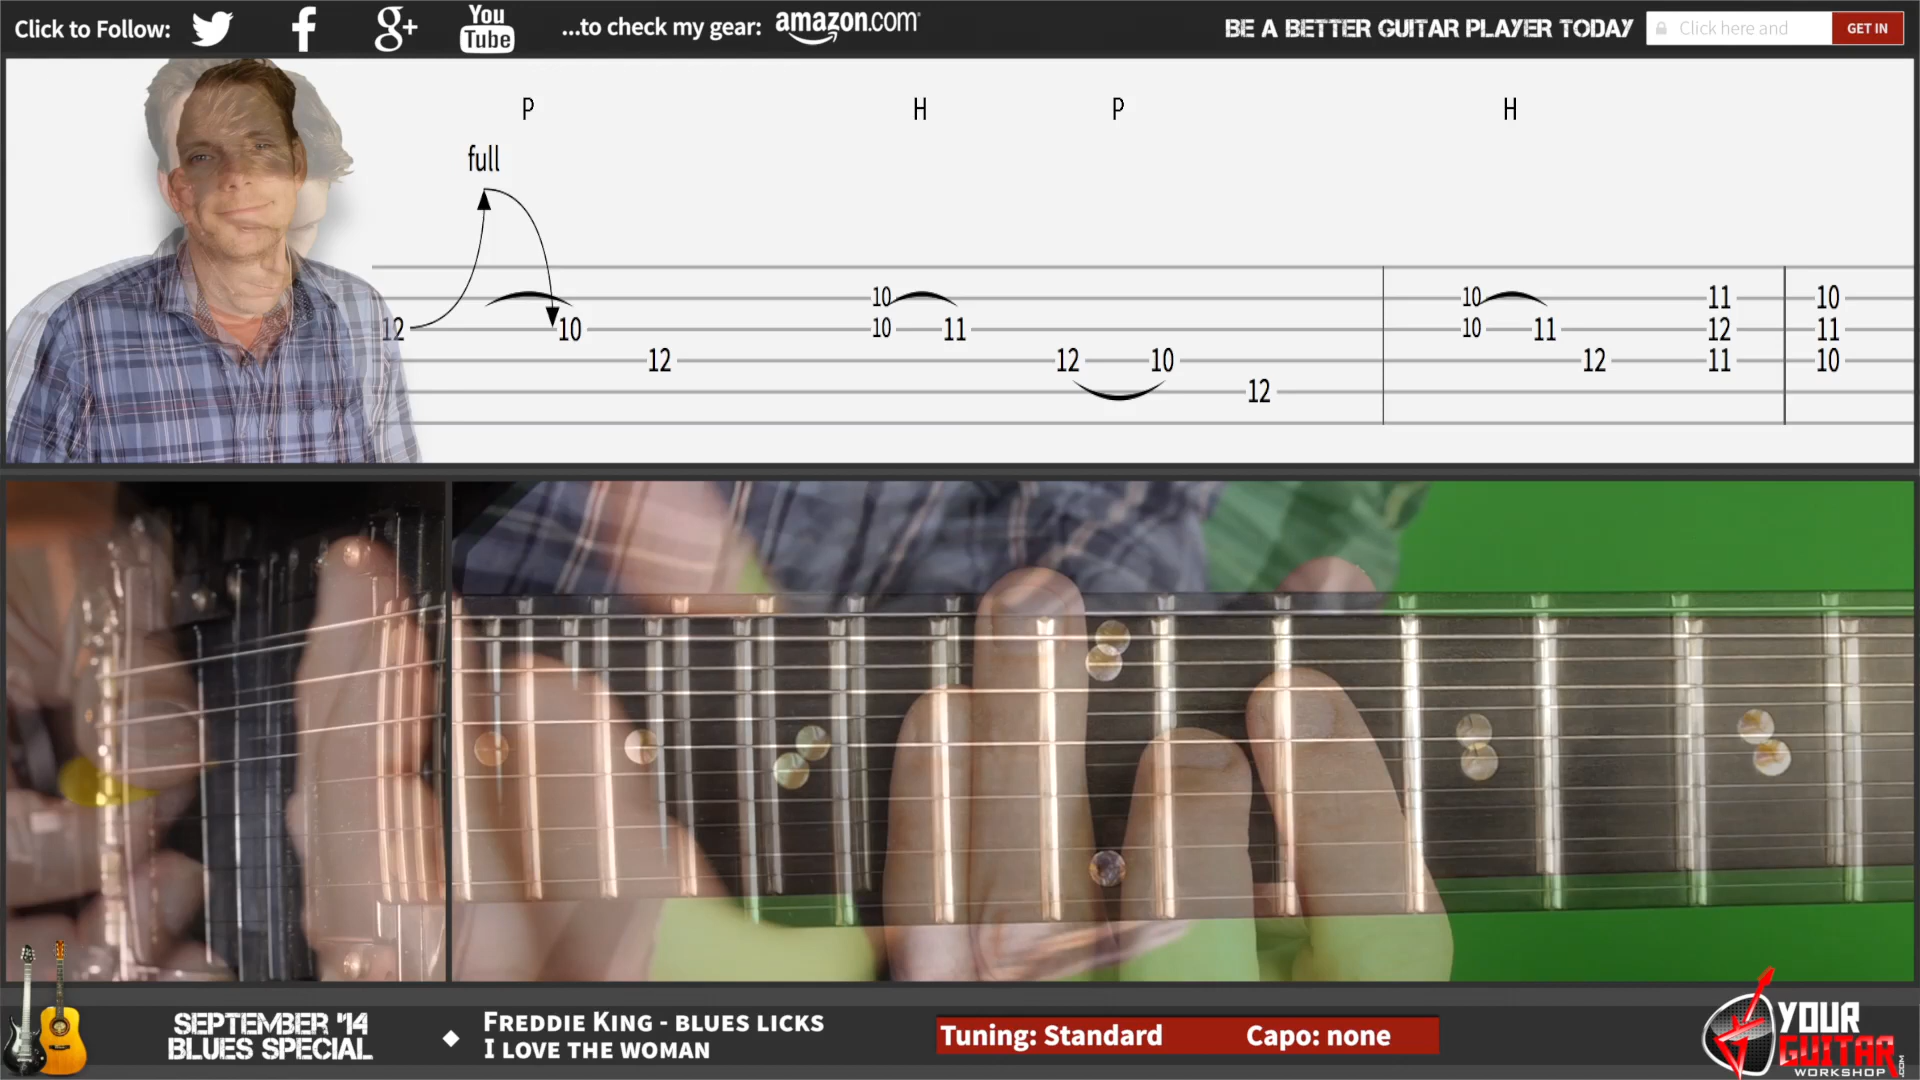 Click to Follow:
g+
You
Tube
...to check my gear:
amazon.com
BE A BETTER GUITAR PLAYER TODAY
Click here and
GET IN
P H P H
full
10 10 11 10
12 10 10 11 10 11 12 11
12 12 10 12 11 10
12
SEPTEMBER '14
BLUES SPECIAL
FREDDIE KING - BLUES LICKS
I LOVE THE WOMAN
Tuning: Standard Capo: none
YOUR
GUITAR
WORKSHOP
.COM